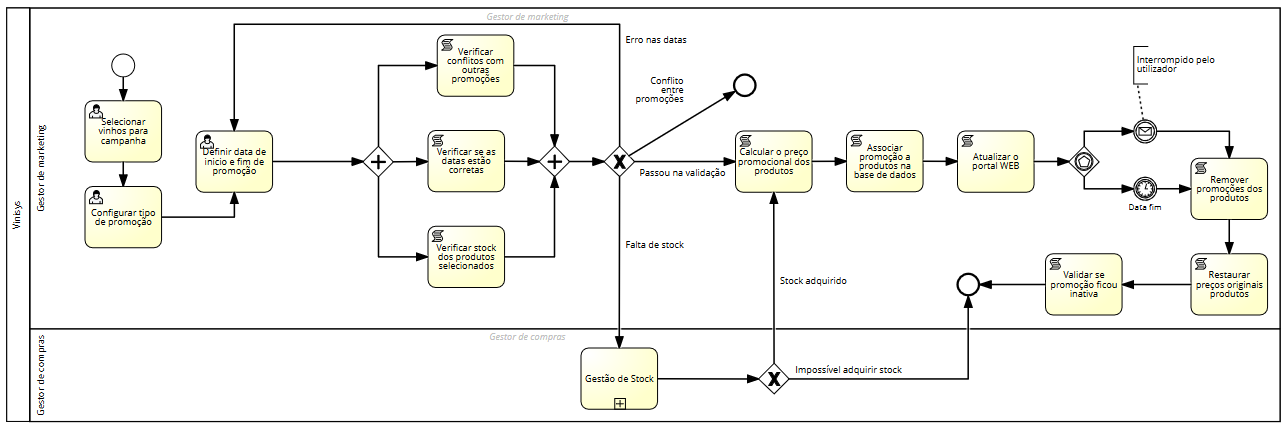 Gestor de marketing
Vinisys
Gestor de marketing
Selecionar
vinhos para
campanha
Configurar tipo
de promoção
Definir data de
inicio e fim de
promoção
Verificar
conflitos com
outras
promoções
Verificar se as
datas estão
corretas
Verificar stock
dos produtos
selecionados
Erro nas datas
Conflito
entre
promoções
Passou na validação
Falta de stock
Calcular o preço
promocional dos
produtos
Associar
promoção a
produtos na
base de dados
Atualizar o
portal WEB
Interrompido pelo
utilizador
Data fim
Remover
promoções dos
produtos
Restaurar
preços originais
produtos
Validar se
promoção ficou
inativa
Stock adquirido
Gestor de compras
Gestor de compras
Gestão de Stock
Impossível adquirir stock